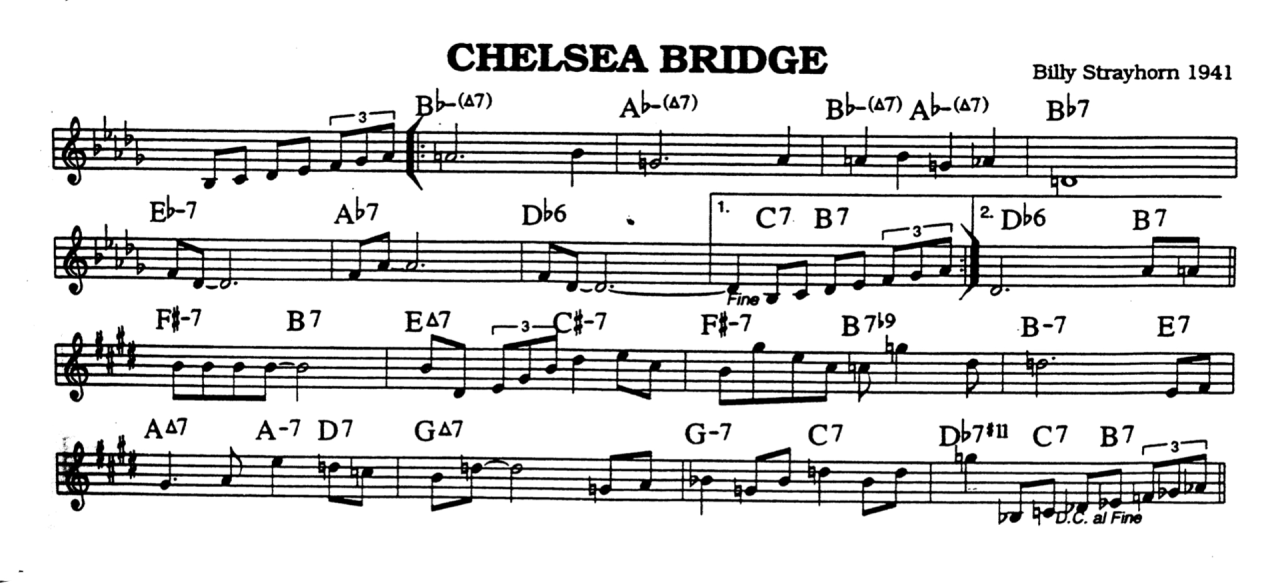 CHELSEA BRIDGE
Billy Strayhorn 1941
3 B♭–(Δ7) A♭–(Δ7) B♭–(Δ7) A♭–(Δ7) B♭7
E♭–7 A♭7 D♭6 1. C7 B7 3 2. D♭6 B7
Fine
F♯–7 B7 EΔ7 3 C♯–7 F♯–7 B7♭9 B–7 E7
AΔ7 A–7 D7 GΔ7 G–7 C7 D♭7♯11 C7 B7 3
D.C. al Fine